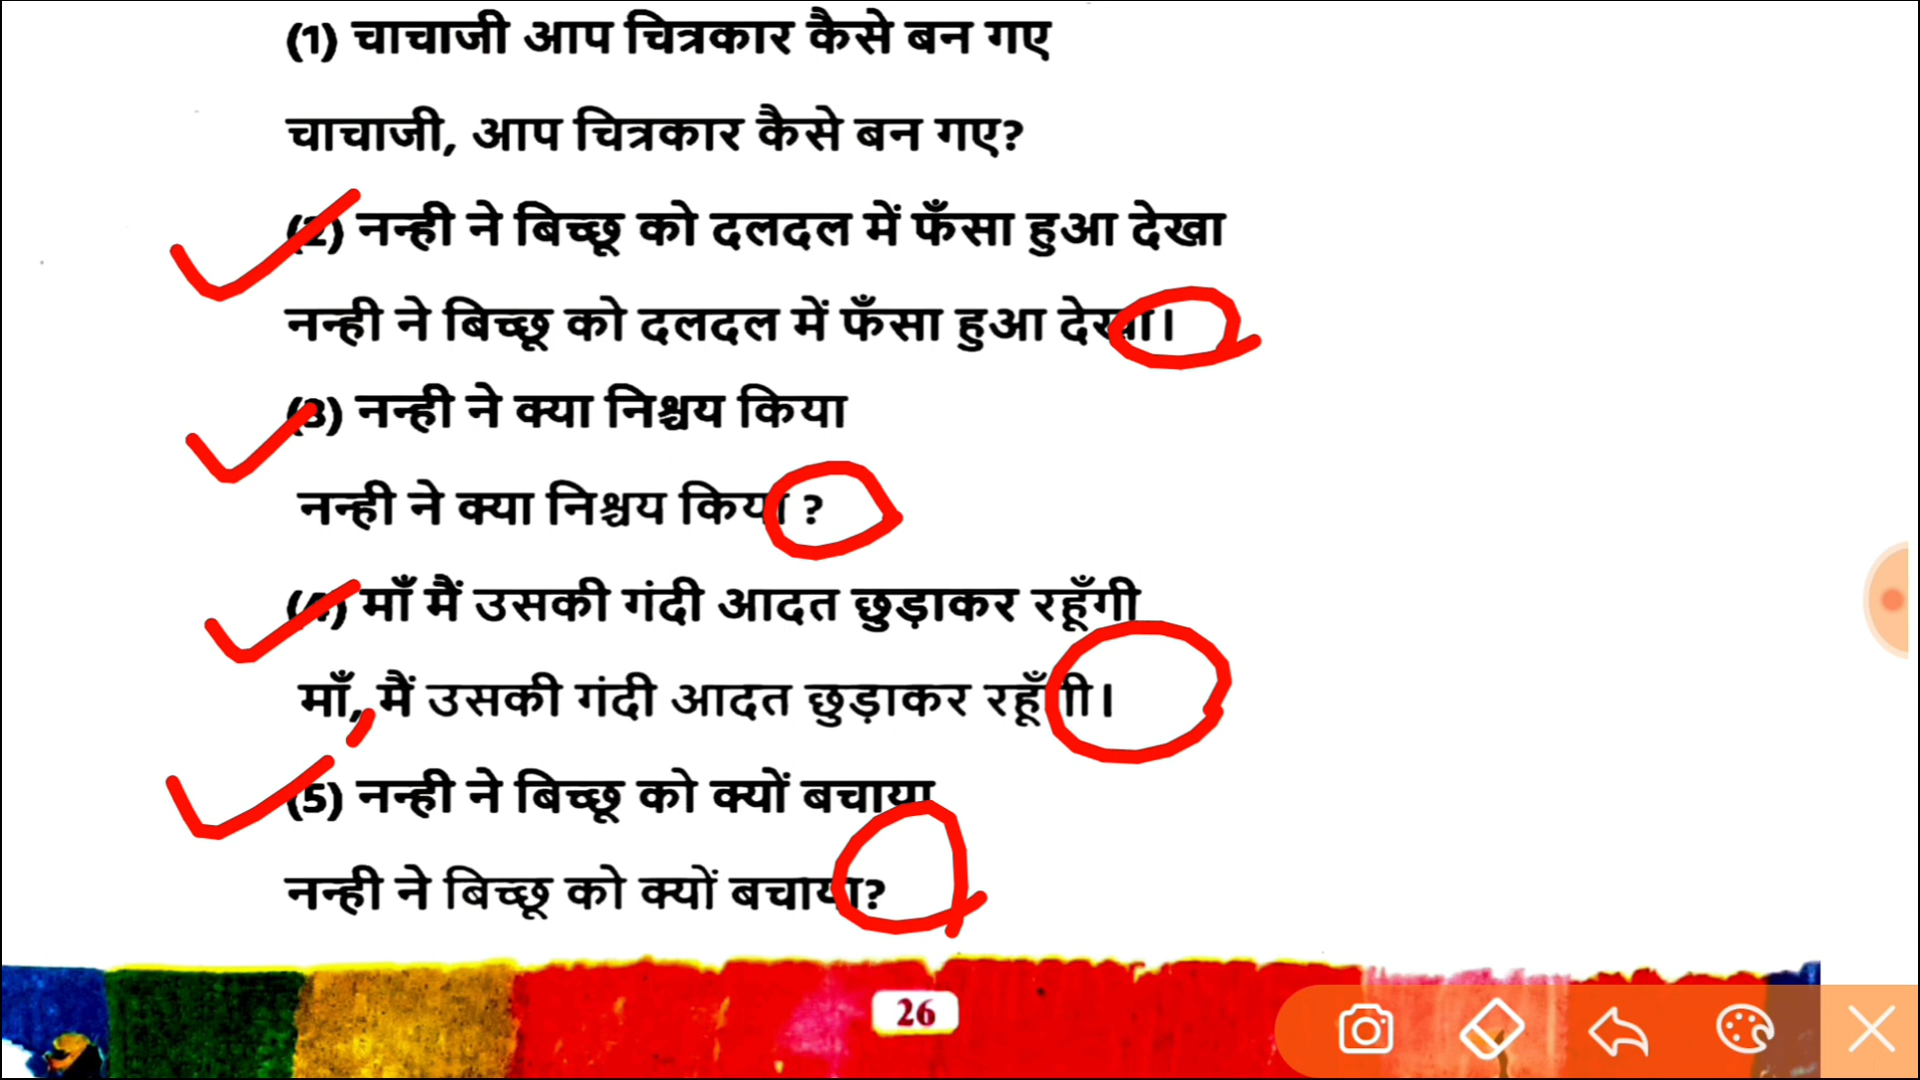 (1) चाचाजी आप चित्रकार कैसे बन गए
चाचाजी, आप चित्रकार कैसे बन गए?
(2) नन्ही ने बिच्छू को दलदल में फँसा हुआ देखा
नन्ही ने बिच्छू को दलदल में फँसा हुआ देखा।
(3) नन्ही ने क्या निश्चय किया
नन्ही ने क्या निश्चय किया ?
(4) माँ मैं उसकी गंदी आदत छुड़ाकर रहूँगी
माँ, मैं उसकी गंदी आदत छुड़ाकर रहूँगी।
(5) नन्ही ने बिच्छू को क्यों बचाया
नन्ही ने बिच्छू को क्यों बचाया?
26